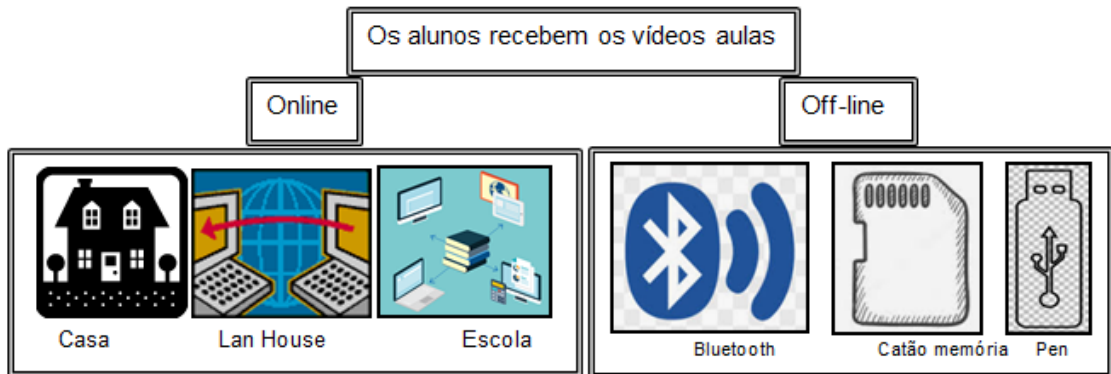 Os alunos recebem os vídeos aulas
Online
Off-line
Casa
Lan House
Escola
Bluetooth
Catão memória
Pen